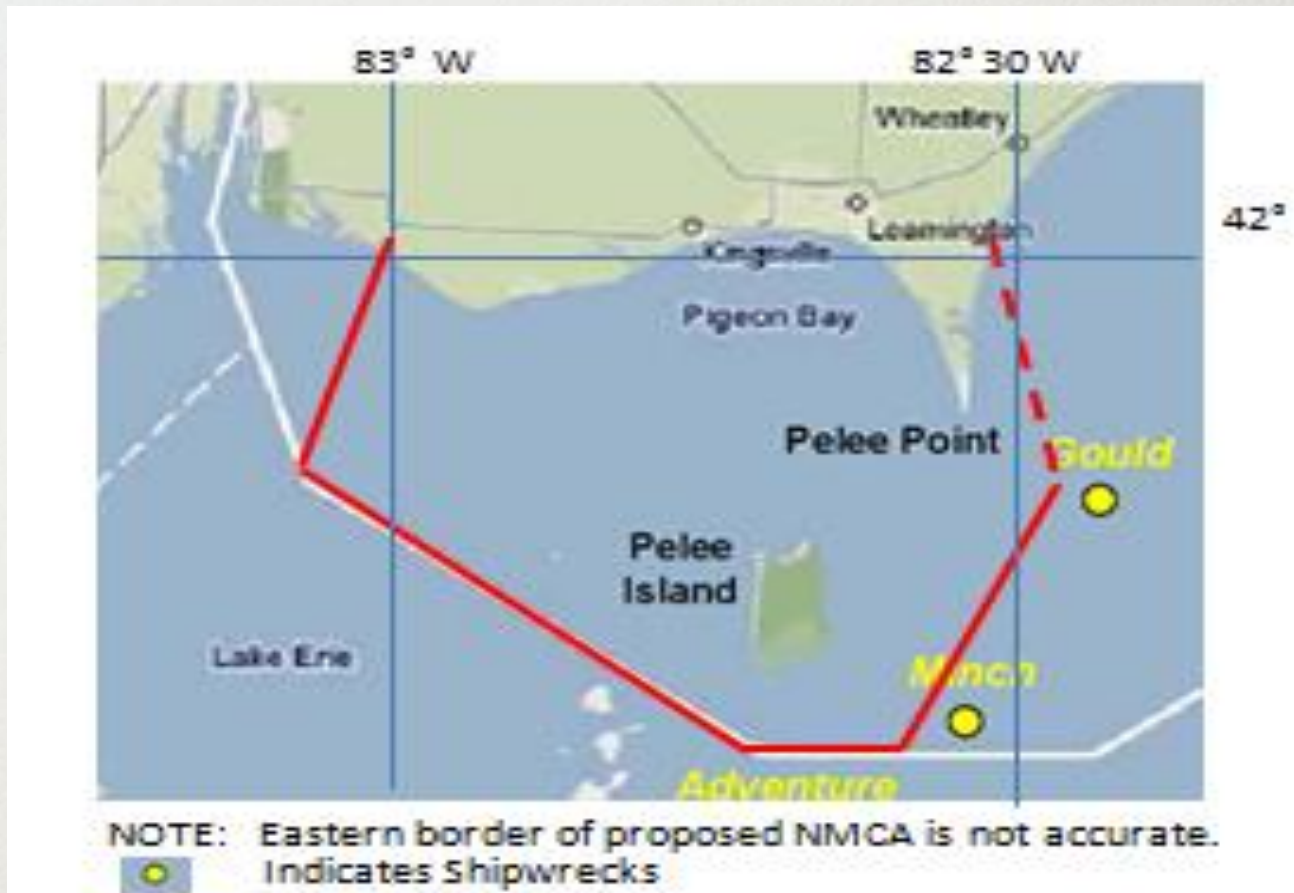 83° W
82° 30 W
Wheatley
42°
Leamington
Kingsville
Pigeon Bay
Pelee Point
Gould
Pelee
Island
Lake Erie
Minch
Adventure
NOTE: Eastern border of proposed NMCA is not accurate.
Indicates Shipwrecks